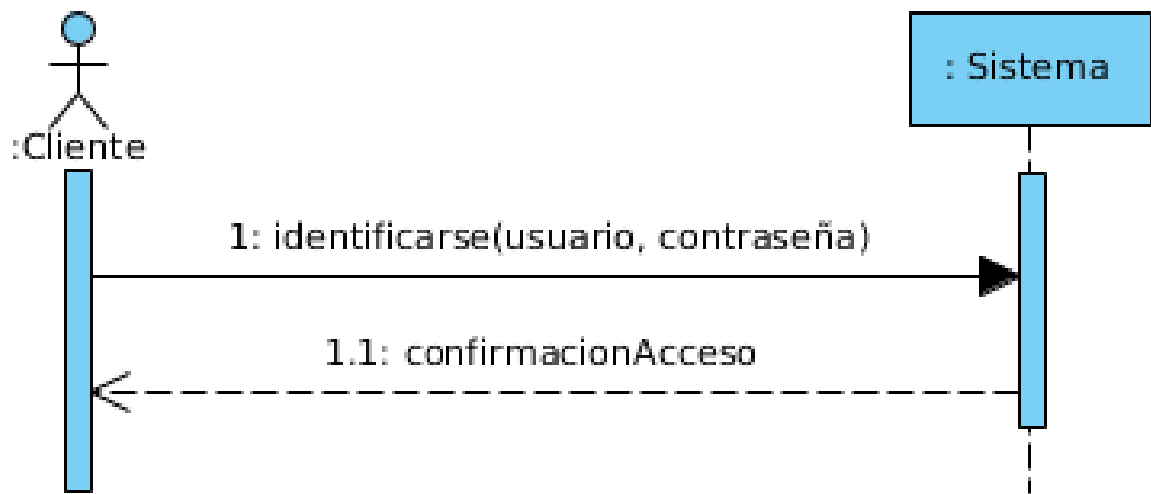 : Sistema
:Cliente
1: identificarse(usuario, contraseña)
1.1: confirmacionAcceso